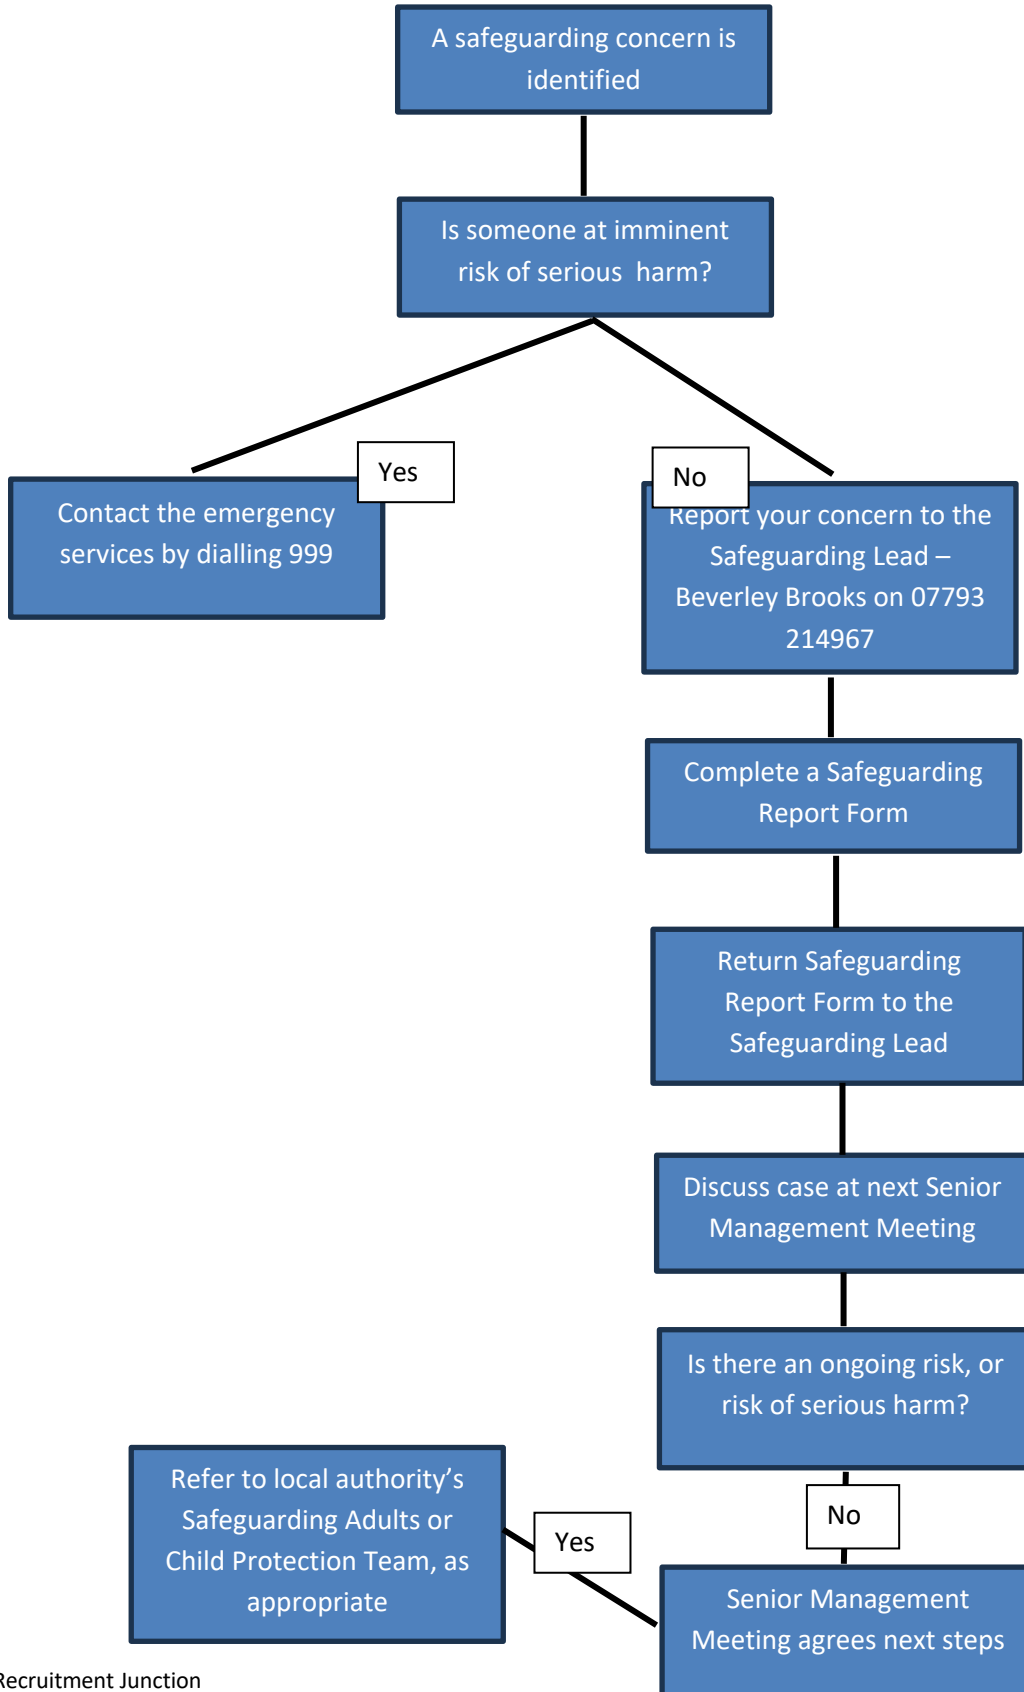 A safeguarding concern is
identified
Is someone at imminent
risk of serious  harm?
Yes
No
Contact the emergency
services by dialling 999
Report your concern to the
Safeguarding Lead –
Beverley Brooks on 07793
214967
Complete a Safeguarding
Report Form
Return Safeguarding
Report Form to the
Safeguarding Lead
Discuss case at next Senior
Management Meeting
Is there an ongoing risk, or
risk of serious harm?
Refer to local authority’s
Safeguarding Adults or
Child Protection Team, as
appropriate
Yes
No
Senior Management
Meeting agrees next steps
Recruitment Junction